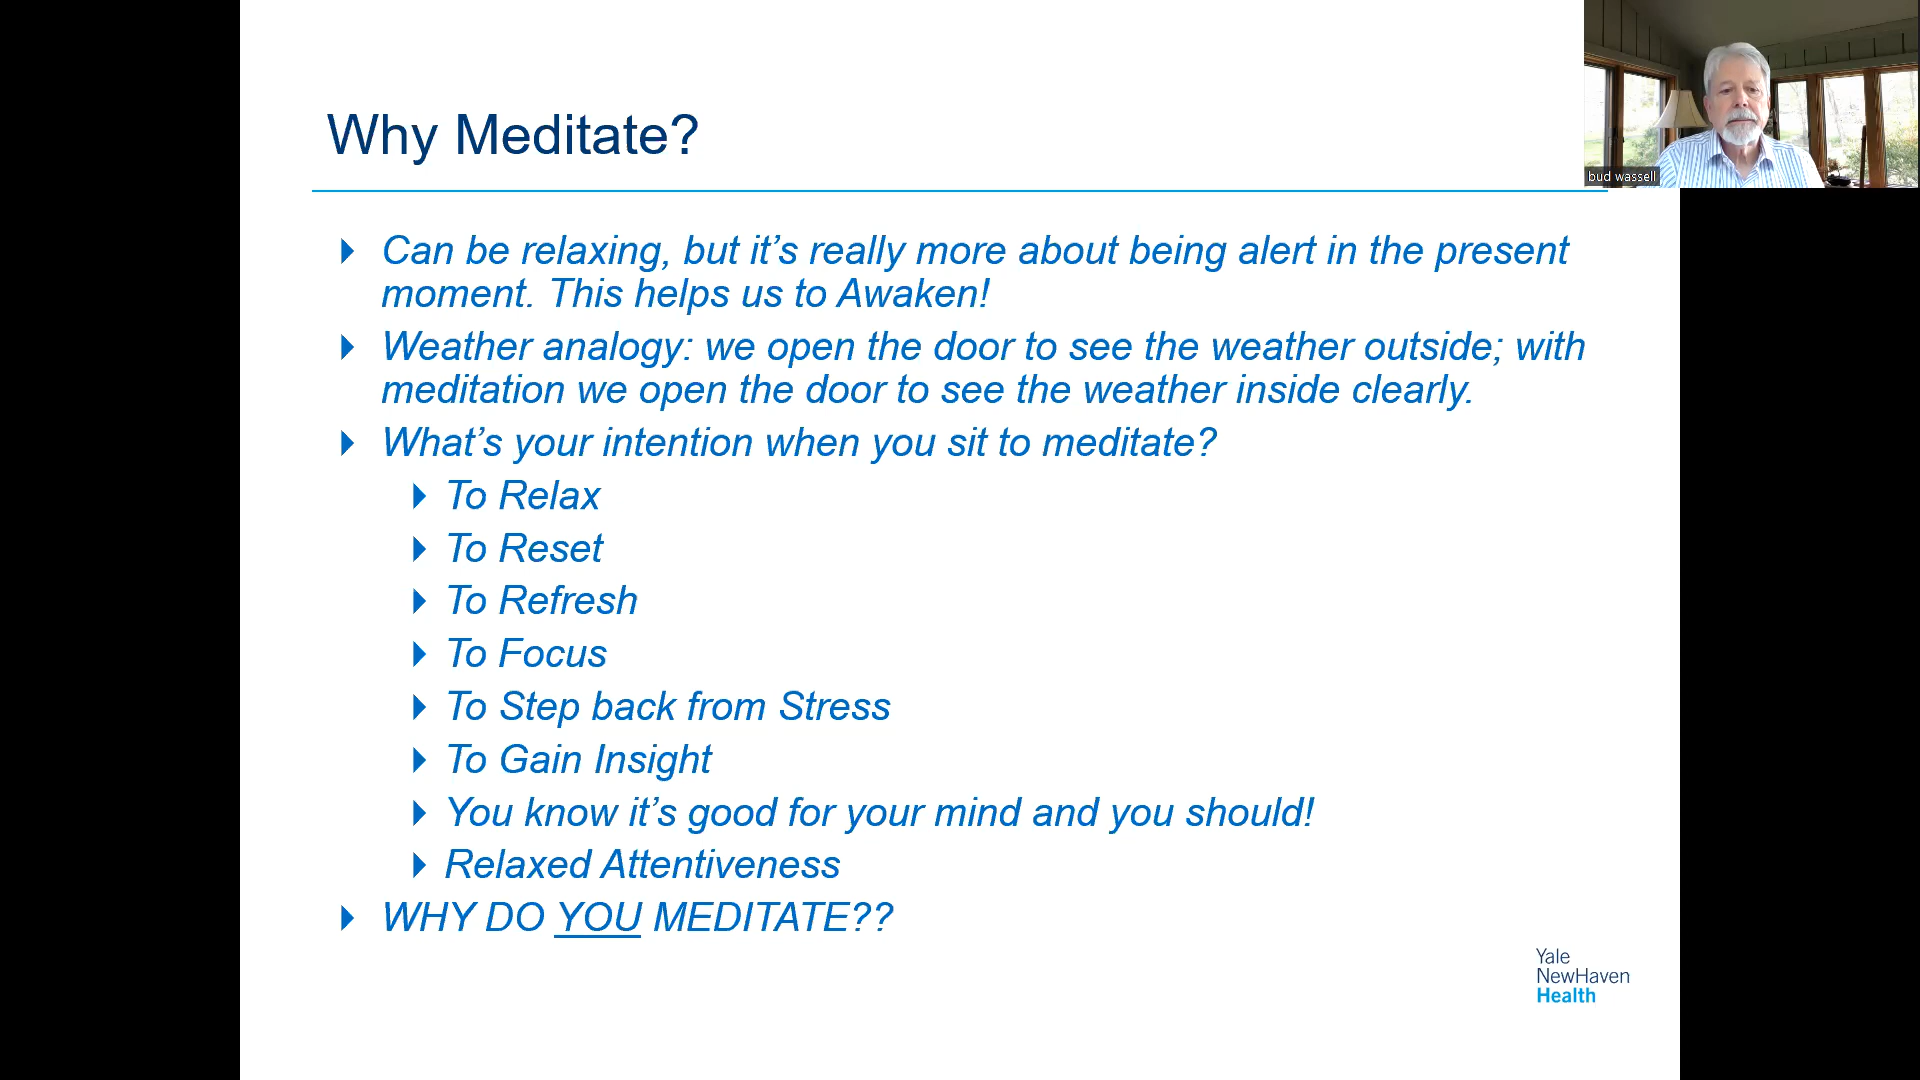 Why Meditate?
bud wassell
Can be relaxing, but it’s really more about being alert in the present
moment. This helps us to Awaken!
Weather analogy: we open the door to see the weather outside; with
meditation we open the door to see the weather inside clearly.
What’s your intention when you sit to meditate?
To Relax
To Reset
To Refresh
To Focus
To Step back from Stress
To Gain Insight
You know it’s good for your mind and you should!
Relaxed Attentiveness
WHY DO YOU MEDITATE??
Yale
NewHaven
Health